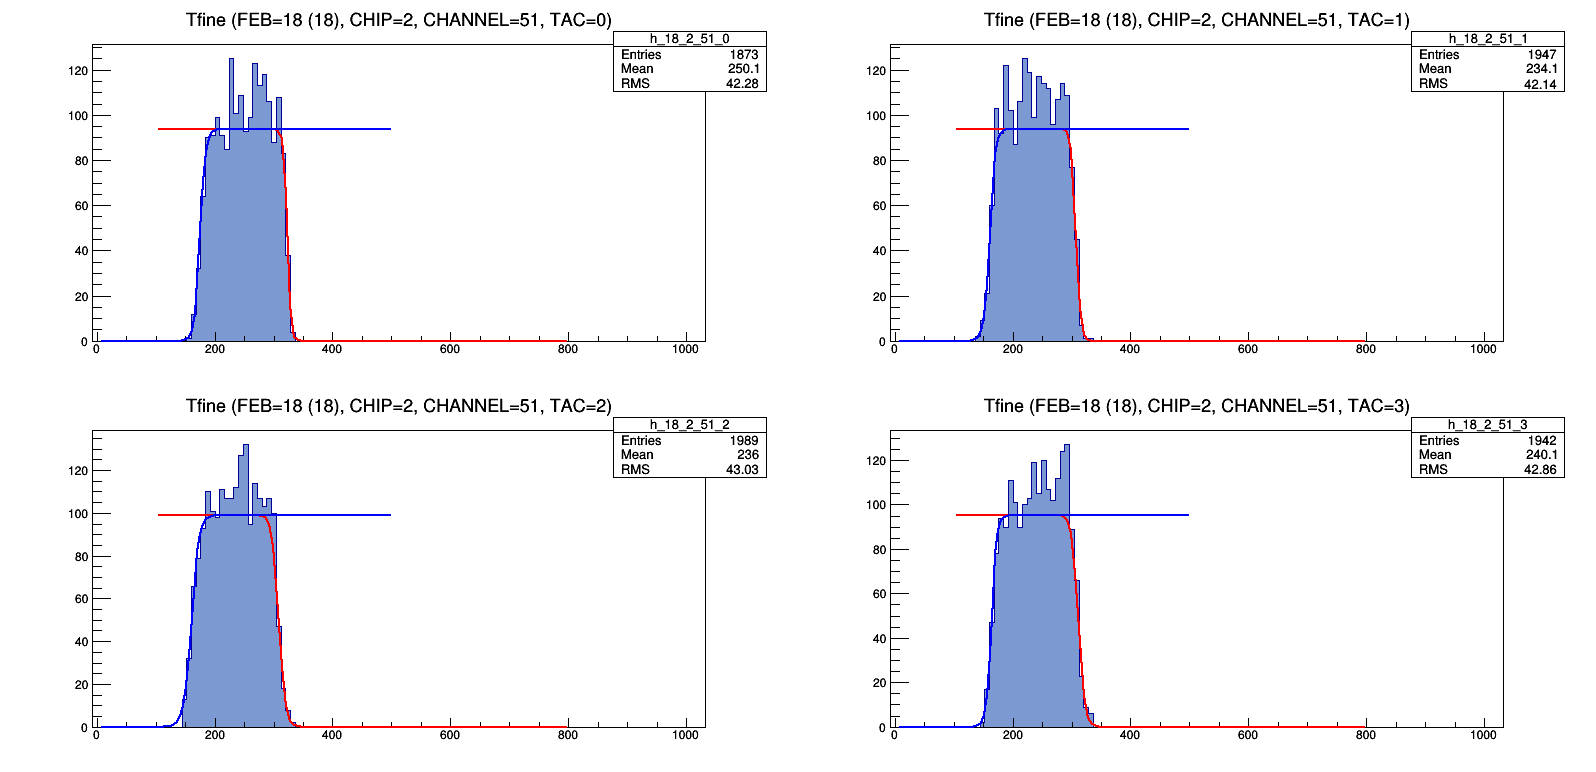 Tfine (FEB=18 (18), CHIP=2, CHANNEL=51, TAC=0)
h_18_2_51_0
Entries 1873
Mean 250.1
RMS 42.28
120
100
80
60
40
20
0
0 200 400 600 800 1000
Tfine (FEB=18 (18), CHIP=2, CHANNEL=51, TAC=1)
h_18_2_51_1
Entries 1947
Mean 234.1
RMS 42.14
120
100
80
60
40
20
0
0 200 400 600 800 1000
Tfine (FEB=18 (18), CHIP=2, CHANNEL=51, TAC=2)
h_18_2_51_2
Entries 1989
Mean 236
RMS 43.03
120
100
80
60
40
20
0
0 200 400 600 800 1000
Tfine (FEB=18 (18), CHIP=2, CHANNEL=51, TAC=3)
h_18_2_51_3
Entries 1942
Mean 240.1
RMS 42.86
120
100
80
60
40
20
0
0 200 400 600 800 1000